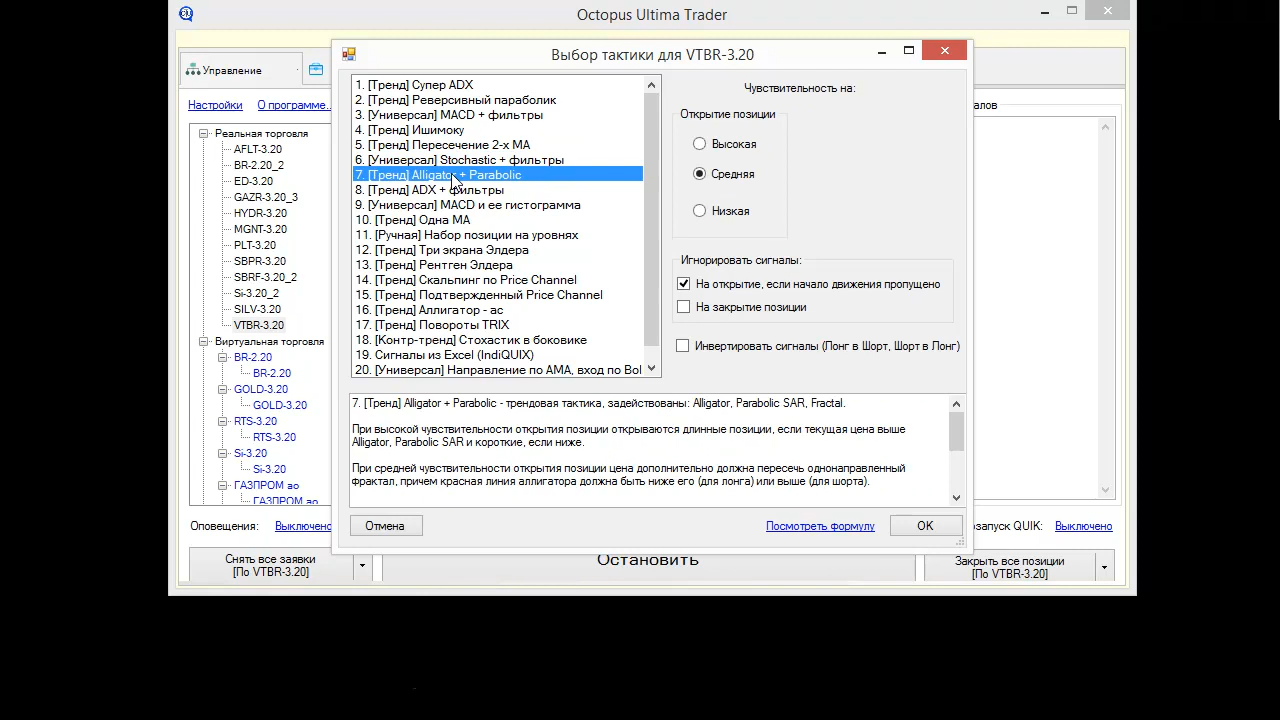 Octopus Ultima Trader
Управление
Настройки
О программе...
Реальная торговля
AFLT-3.20
BR-2.20_2
ED-3.20
GAZR-3.20_3
HYDR-3.20
MGNT-3.20
PLT-3.20
SBPR-3.20
SBRF-3.20_2
Si-3.20_2
SILV-3.20
VTBR-3.20
Виртуальная торговля
BR-2.20
BR-2.20
GOLD-3.20
GOLD-3.20
RTS-3.20
RTS-3.20
Si-3.20
Si-3.20
ГАЗПРОМ ао
ГАЗПРОМ ао
Оповещения: Выключено
Снять все заявки
[По VTBR-3.20]
Выбор тактики для VTBR-3.20
1. [Тренд] Супер ADX
2. [Тренд] Реверсивный параболик
3. [Универсал] MACD + фильтры
4. [Тренд] Ишимоку
5. [Тренд] Пересечение 2-х МА
6. [Универсал] Stochastic + фильтры
7. [Тренд] Alligator + Parabolic
8. [Тренд] ADX + фильтры
9. [Универсал] MACD и ее гистограмма
10. [Тренд] Одна МА
11. [Ручная] Набор позиции на уровнях
12. [Тренд] Три экрана Элдера
13. [Тренд] Рентген Элдера
14. [Тренд] Скальпинг по Price Channel
15. [Тренд] Подтвержденный Price Channel
16. [Тренд] Аллигатор - ас
17. [Тренд] Повороты TRIX
18. [Контр-тренд] Стохастик в боковике
19. Сигналы из Excel (IndiQUIX)
20. [Универсал] Направление по АМА, вход по Bol
Чувствительность на:
Открытие позиции
Высокая
Средняя
Низкая
Игнорировать сигналы:
На открытие, если начало движения пропущено
На закрытие позиции
Инвертировать сигналы (Лонг в Шорт, Шорт в Лонг)
7. [Тренд] Alligator + Parabolic - трендовая тактика, задействованы: Alligator, Parabolic SAR, Fractal.
При высокой чувствительности открытия позиции открываются длинные позиции, если текущая цена выше
Alligator, Parabolic SAR и короткие, если ниже.
При средней чувствительности открытия позиции цена дополнительно должна пересечь однонаправленный
фрактал, причем красная линия аллигатора должна быть ниже его (для лонга) или выше (для шорта).
Отмена
Посмотреть формулу
OK
Остановить
алов
озапуск QUIK: Выключено
Закрыть все позиции
[По VTBR-3.20]